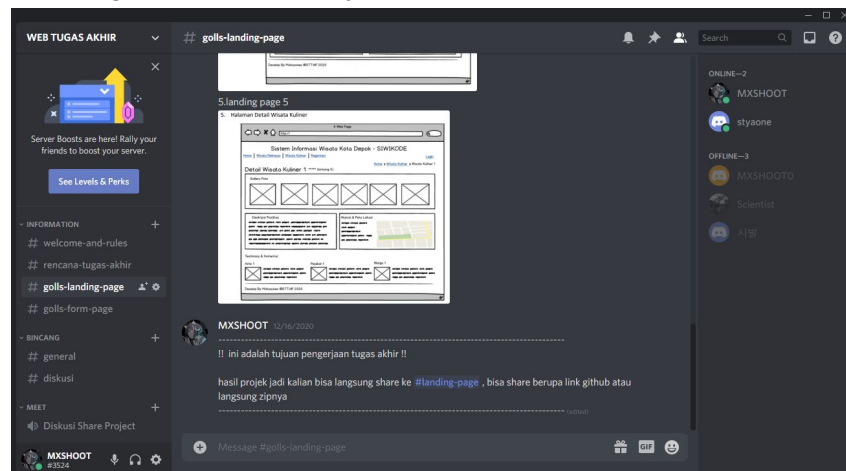 WEB TUGAS AKHIR
Server Boosts are here! Rally your
friends to boost your server.
See Levels & Perks
INFORMATION
# welcome-and-rules
# rencana-tugas-akhir
# golls-landing-page
# golls-form-page
BINCANG
# general
# diskusi
MEET
Diskusi Share Project
MXSHOOT
#3524
# golls-landing-page
Search
5.landing page 5
5. Halaman Detail Wisata Kuliner
Sistem Informasi Wisata Kota Depok - SIWIKODE
Login
Detail Wisata Kuliner 1
MXSHOOT 12/16/2020
!! ini adalah tujuan pengerjaan tugas akhir !!
hasil projek jadi kalian bisa langsung share ke #landing-page , bisa share berupa link github atau
langsung zipnya
(edited)
Message #golls-landing-page
GIF
ONLINE—2
MXSHOOT
styaone
OFFLINE—3
MXSHOOT0
Scientist
시발